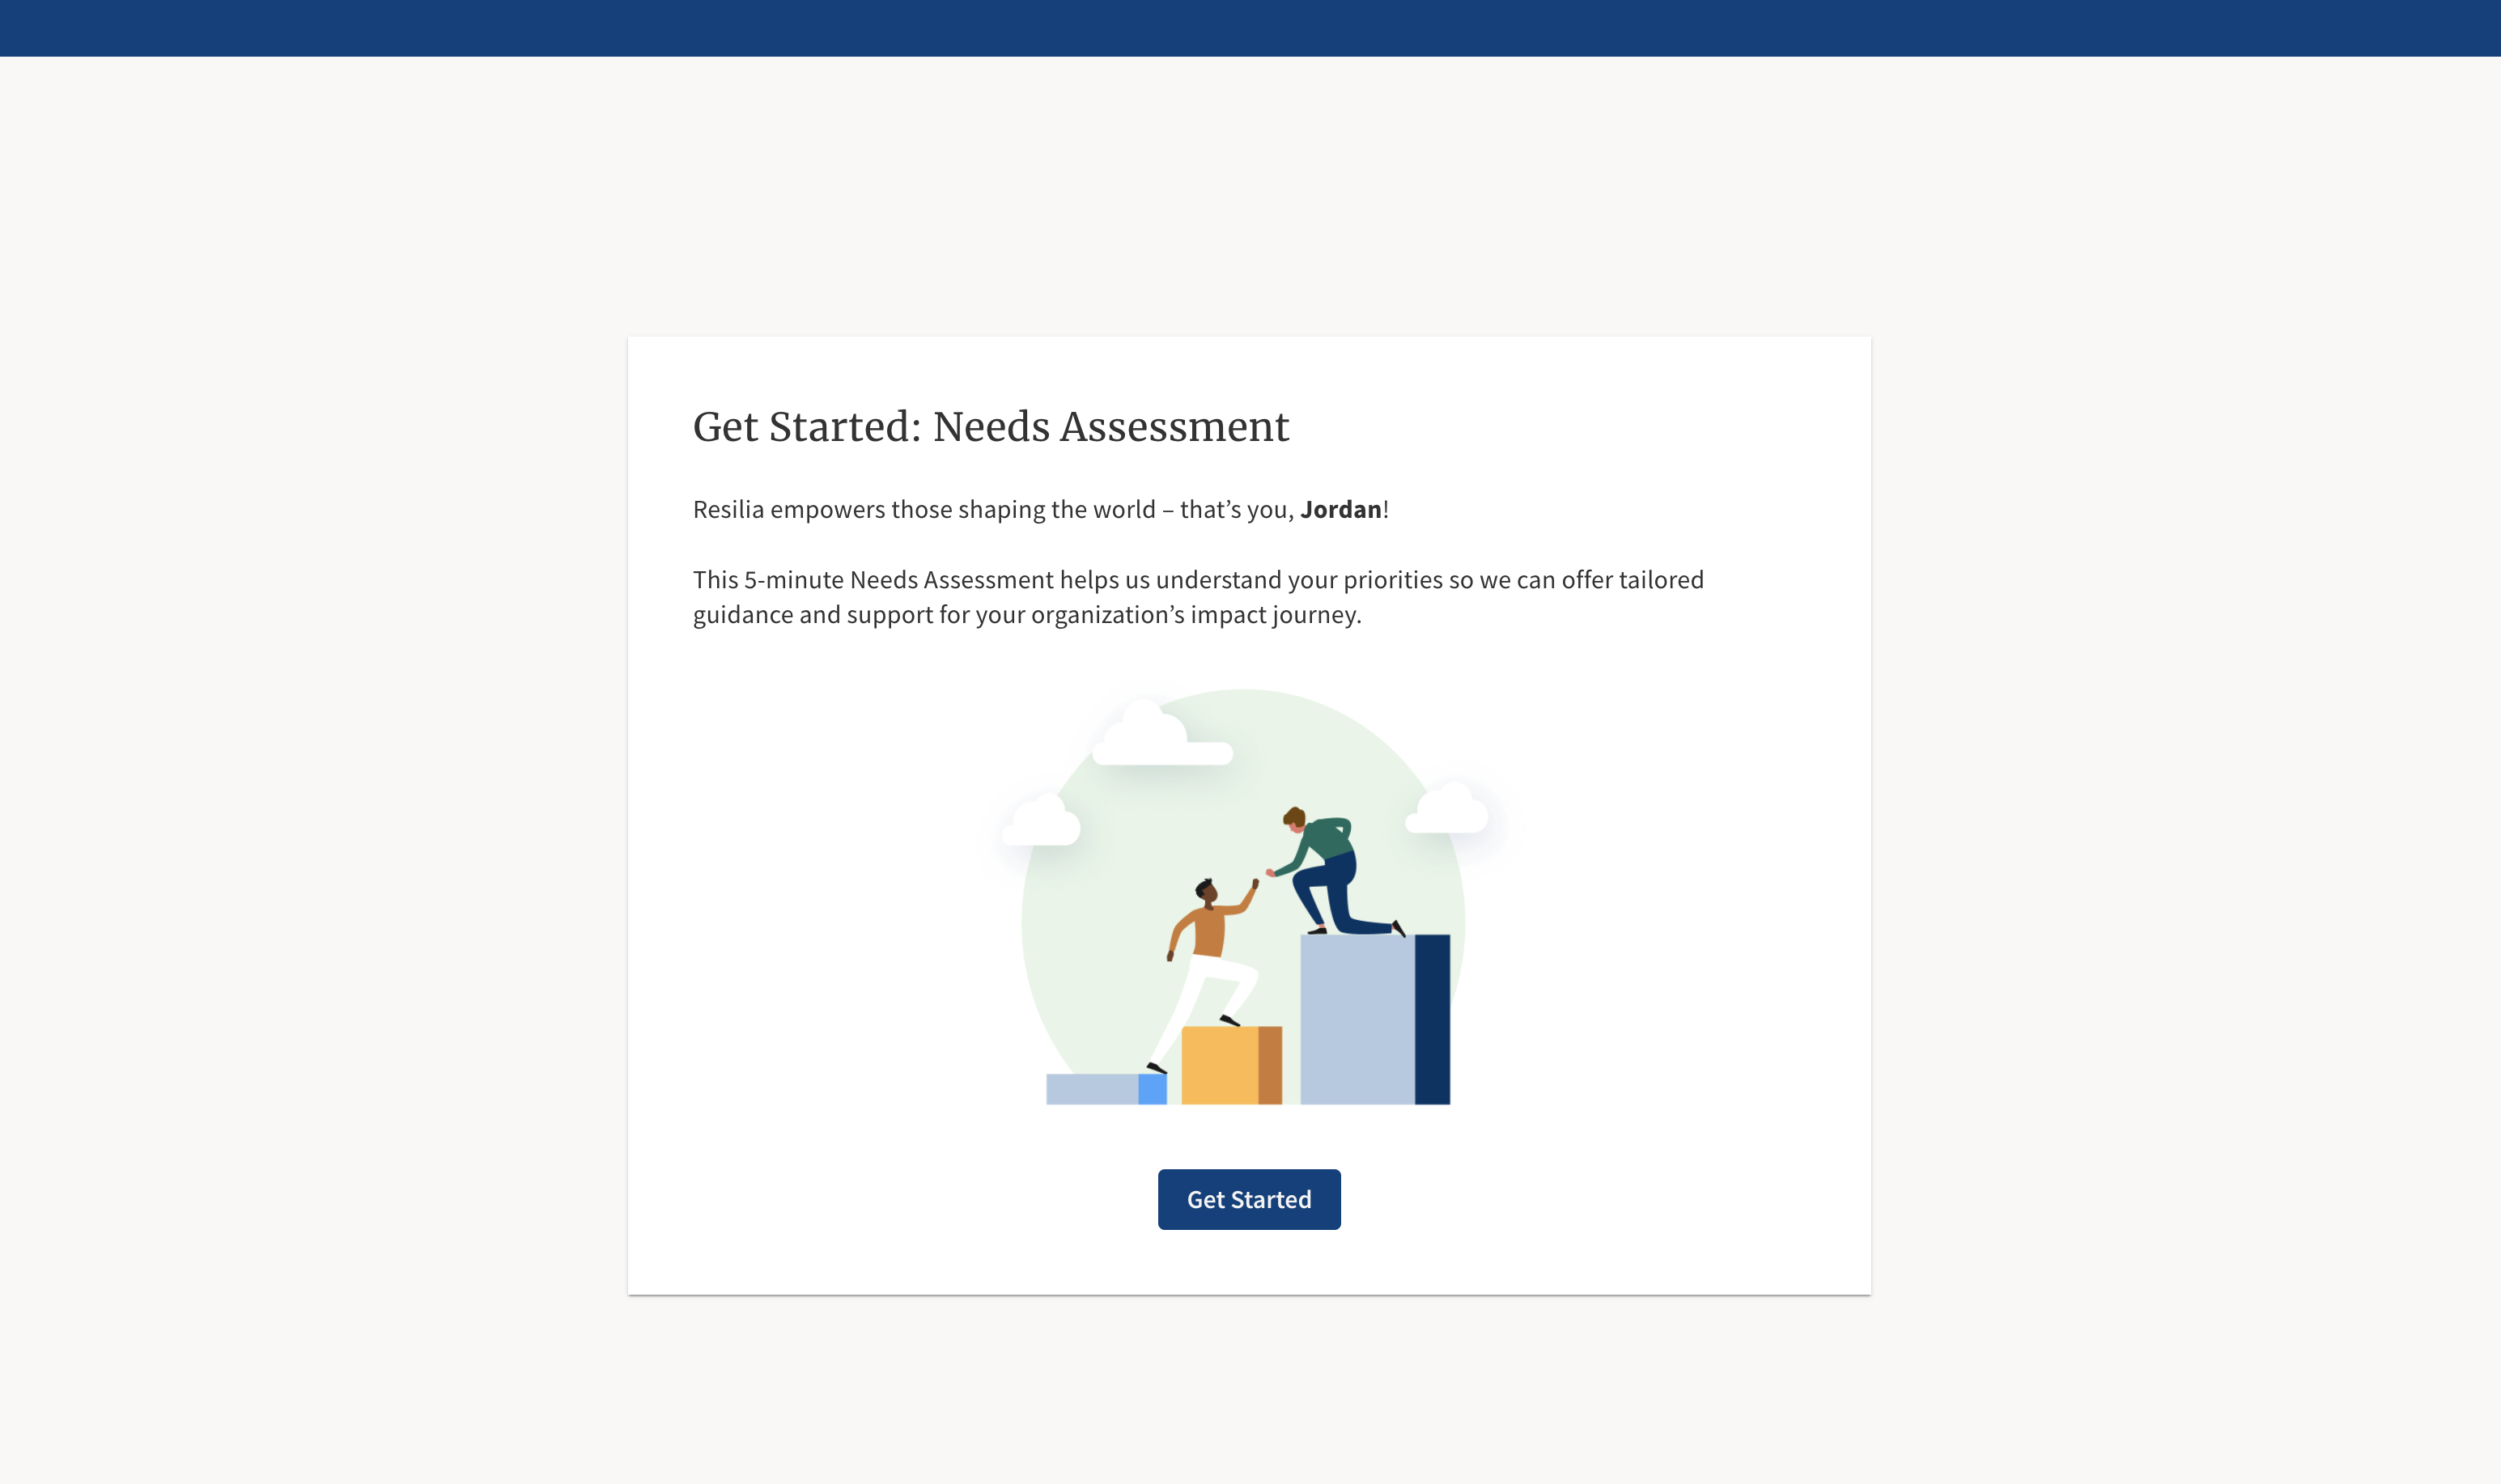 Get Started: Needs Assessment
Resilia empowers those shaping the world – that’s you, Jordan!
This 5-minute Needs Assessment helps us understand your priorities so we can offer tailored
guidance and support for your organization’s impact journey.
Get Started